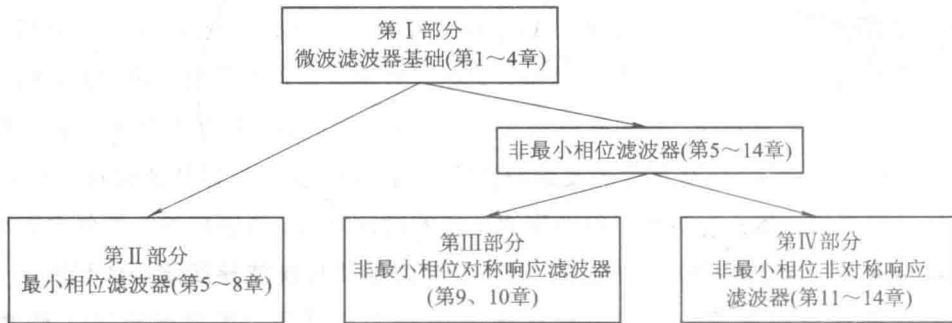 第Ⅰ部分
微波滤波器基础(第1～4章)
非最小相位滤波器(第5～14章)
第Ⅱ部分
最小相位滤波器(第5～8章)
第Ⅲ部分
非最小相位对称响应滤波器
(第9、10章)
第Ⅳ部分
非最小相位非对称响应
滤波器(第11～14章)